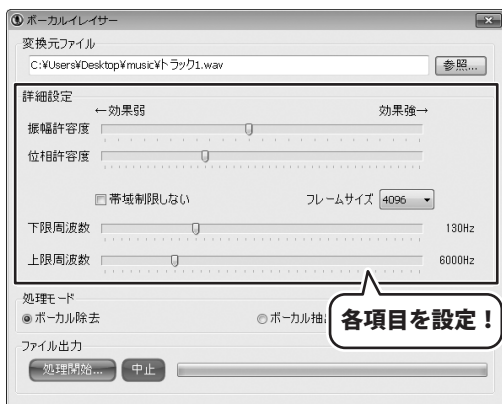 ボーカルイレイサー
変換元ファイル
C:¥Users¥Desktop¥music¥トラック1.wav
参照...
詳細設定
←効果弱 効果強→
振幅許容度
位相許容度
帯域制限しない フレームサイズ 4096
下限周波数 130Hz
上限周波数 6000Hz
処理モード
ボーカル除去 ボーカル抽
各項目を設定！
ファイル出力
処理開始... 中止